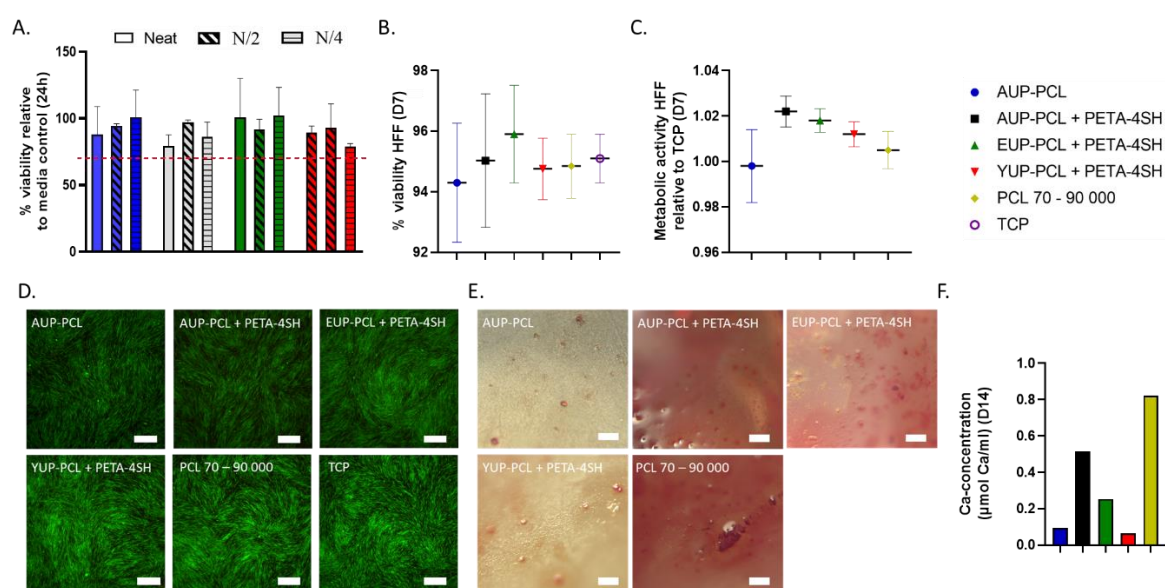 A.
Neat
N/2
N/4
% viability relative
to media control (24h)
150
100
50
0
B.
% viability HFF (D7)
98
96
94
92
C.
Metabolic activity HFF
relative to TCP (D7)
1.04
1.02
1.00
0.98
0.96
AUP-PCL
AUP-PCL + PETA-4SH
EUP-PCL + PETA-4SH
YUP-PCL + PETA-4SH
PCL 70 - 90 000
TCP
D.
AUP-PCL
AUP-PCL + PETA-4SH
EUP-PCL + PETA-4SH
YUP-PCL + PETA-4SH
PCL 70 – 90 000
TCP
E.
AUP-PCL
AUP-PCL + PETA-4SH
EUP-PCL + PETA-4SH
YUP-PCL + PETA-4SH
PCL 70 – 90 000
F.
Ca-concentration
(µmol Ca/ml) (D14)
1.0
0.8
0.6
0.4
0.2
0.0